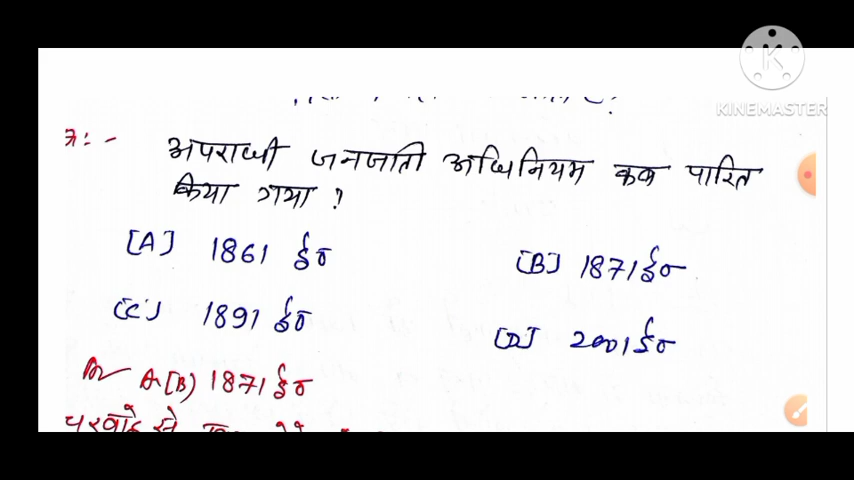 K
KINEMASTER
7:-
अपराधी जनजाति अधिनियम कब पारित
किया गया ?
[A] 1861 ई०
[B] 1871 ई०
[C] 1891 ई०
[D] 2001 ई०
A (B) 1871 ई०